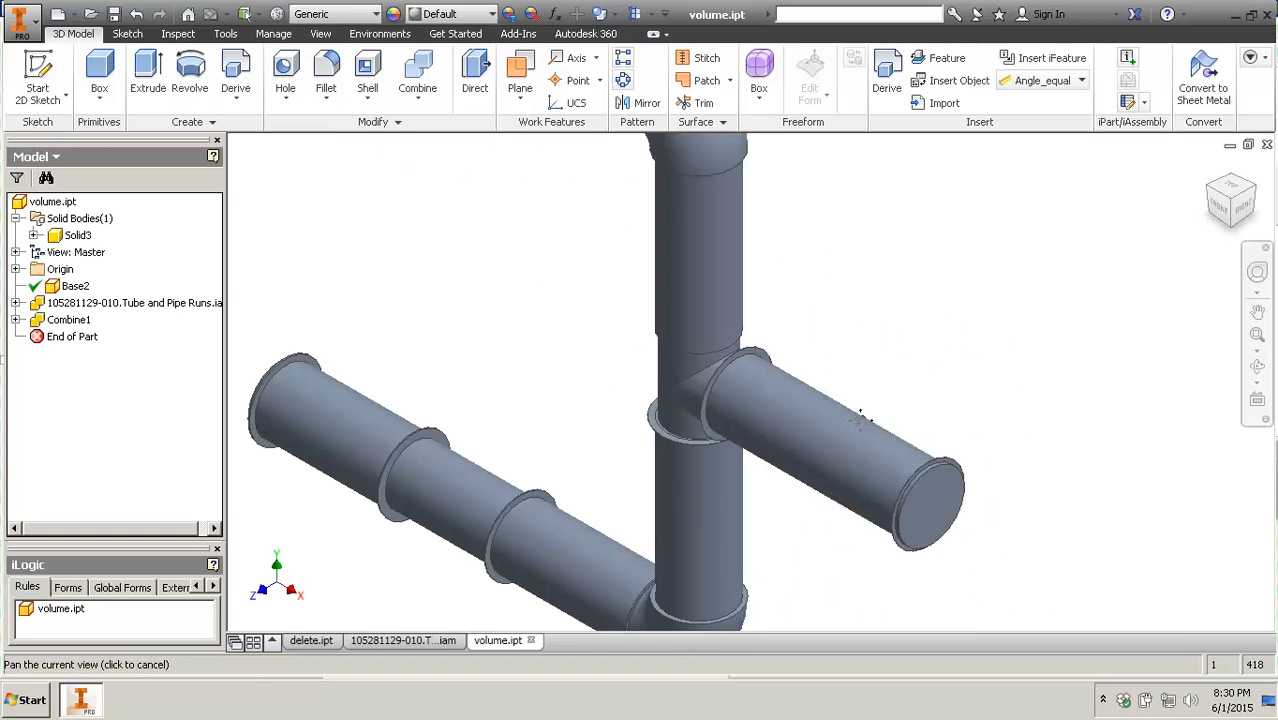 PRO
Generic
Default
volume.ipt
Sign In
3D Model Sketch Inspect Tools Manage View Environments Get Started Add-Ins Autodesk 360
Start
2D Sketch
Box
Extrude
Revolve
Derive
Hole
Fillet
Shell
Combine
Direct
Plane
Axis
Point
UCS
Mirror
Stitch
Patch
Trim
Box
Edit
Form
Derive
Feature
Insert Object
Import
Insert iFeature
Angle_equal
Convert to
Sheet Metal
Sketch Primitives Create Modify Work Features Pattern Surface Freeform Insert iPart/iAssembly Convert
Model
volume.ipt
Solid Bodies(1)
Solid3
View: Master
Origin
Base2
105281129-010.Tube and Pipe Runs.ia
Combine1
End of Part
TOP
FRONT
RIGHT
Y
Z
X
iLogic
Rules Forms Global Forms Extern
volume.ipt
delete.ipt 105281129-010.T...iam volume.ipt
Pan the current view (click to cancel)
1 418
Start
8:30 PM
6/1/2015